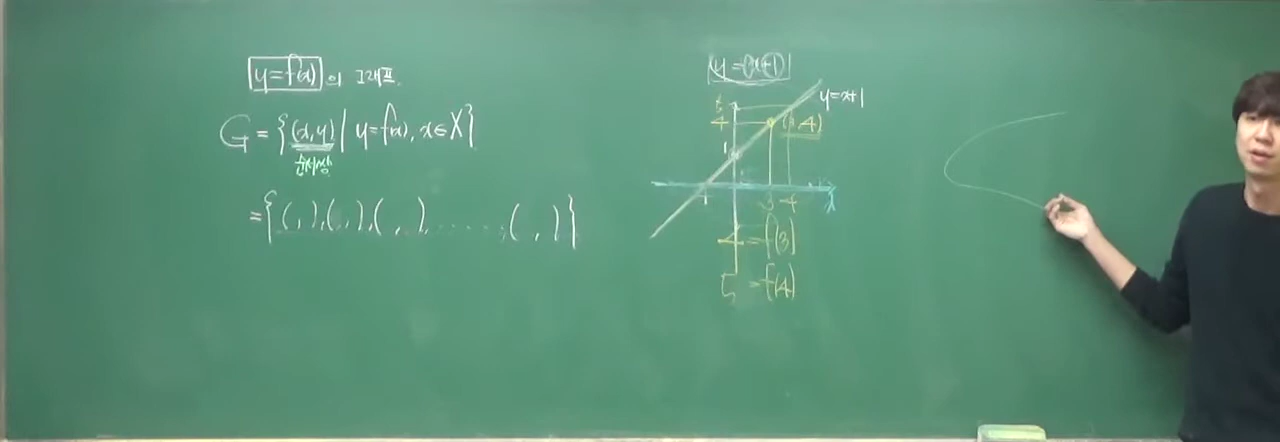 y=f(x) 의 그래프.
G = {(x,y) | y=f(x), x∈X}
순서쌍
={( , ),( , ),( , ), ......, ( , )}
y=x+1
y=x+1
5
4
(3,4)
1
-1
3 4
x
4 = f(3)
5 = f(4)